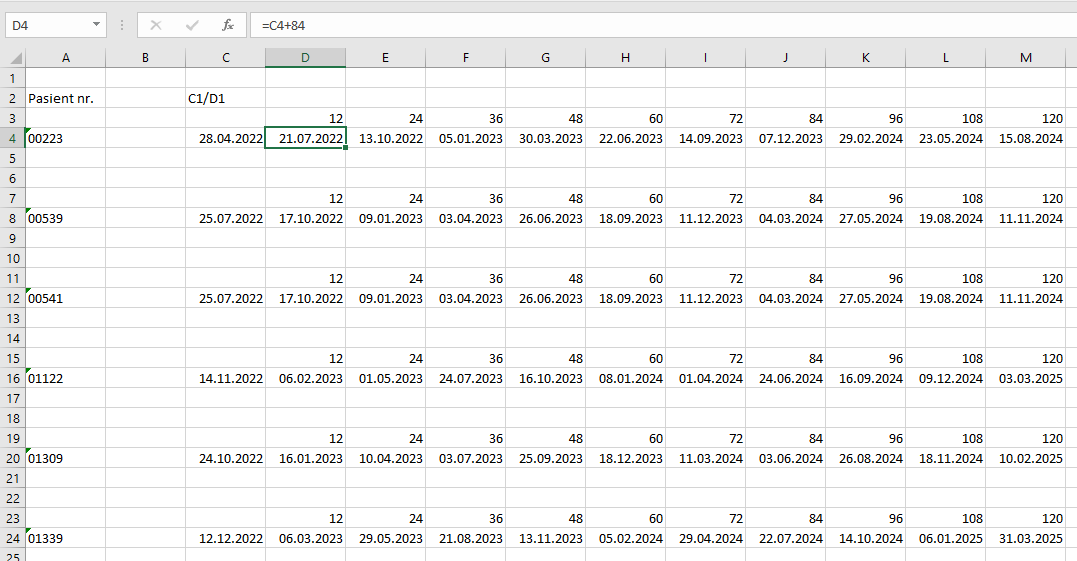 D4 fx =C4+84
A B C D E F G H I J K L M
1
2 Pasient nr. C1/D1
3 12 24 36 48 60 72 84 96 108 120
4 00223 28.04.2022 21.07.2022 13.10.2022 05.01.2023 30.03.2023 22.06.2023 14.09.2023 07.12.2023 29.02.2024 23.05.2024 15.08.2024
5
6
7 12 24 36 48 60 72 84 96 108 120
8 00539 25.07.2022 17.10.2022 09.01.2023 03.04.2023 26.06.2023 18.09.2023 11.12.2023 04.03.2024 27.05.2024 19.08.2024 11.11.2024
9
10
11 12 24 36 48 60 72 84 96 108 120
12 00541 25.07.2022 17.10.2022 09.01.2023 03.04.2023 26.06.2023 18.09.2023 11.12.2023 04.03.2024 27.05.2024 19.08.2024 11.11.2024
13
14
15 12 24 36 48 60 72 84 96 108 120
16 01122 14.11.2022 06.02.2023 01.05.2023 24.07.2023 16.10.2023 08.01.2024 01.04.2024 24.06.2024 16.09.2024 09.12.2024 03.03.2025
17
18
19 12 24 36 48 60 72 84 96 108 120
20 01309 24.10.2022 16.01.2023 10.04.2023 03.07.2023 25.09.2023 18.12.2023 11.03.2024 03.06.2024 26.08.2024 18.11.2024 10.02.2025
21
22
23 12 24 36 48 60 72 84 96 108 120
24 01339 12.12.2022 06.03.2023 29.05.2023 21.08.2023 13.11.2023 05.02.2024 29.04.2024 22.07.2024 14.10.2024 06.01.2025 31.03.2025
25